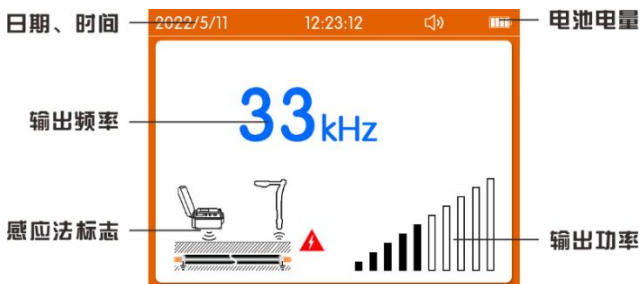 日期、时间
2022/5/11
12:23:12
电池电量
输出频率
33kHz
感应法标志
输出功率